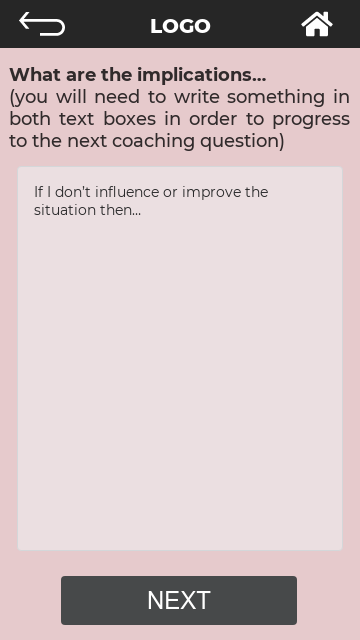 LOGO
What are the implications...
(you will need to write something in
both text boxes in order to progress
to the next coaching question)
If I don't influence or improve the
situation then...
NEXT